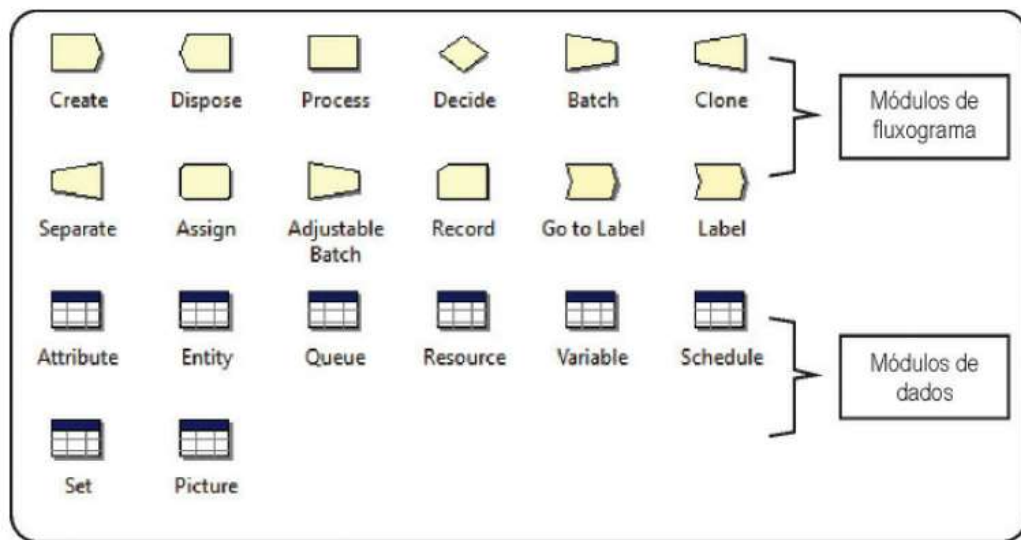 Create Dispose Process Decide Batch Clone
Módulos de
fluxograma
Separate Assign Adjustable Record Go to Label Label
Batch
Attribute Entity Queue Resource Variable Schedule
Módulos de
dados
Set Picture